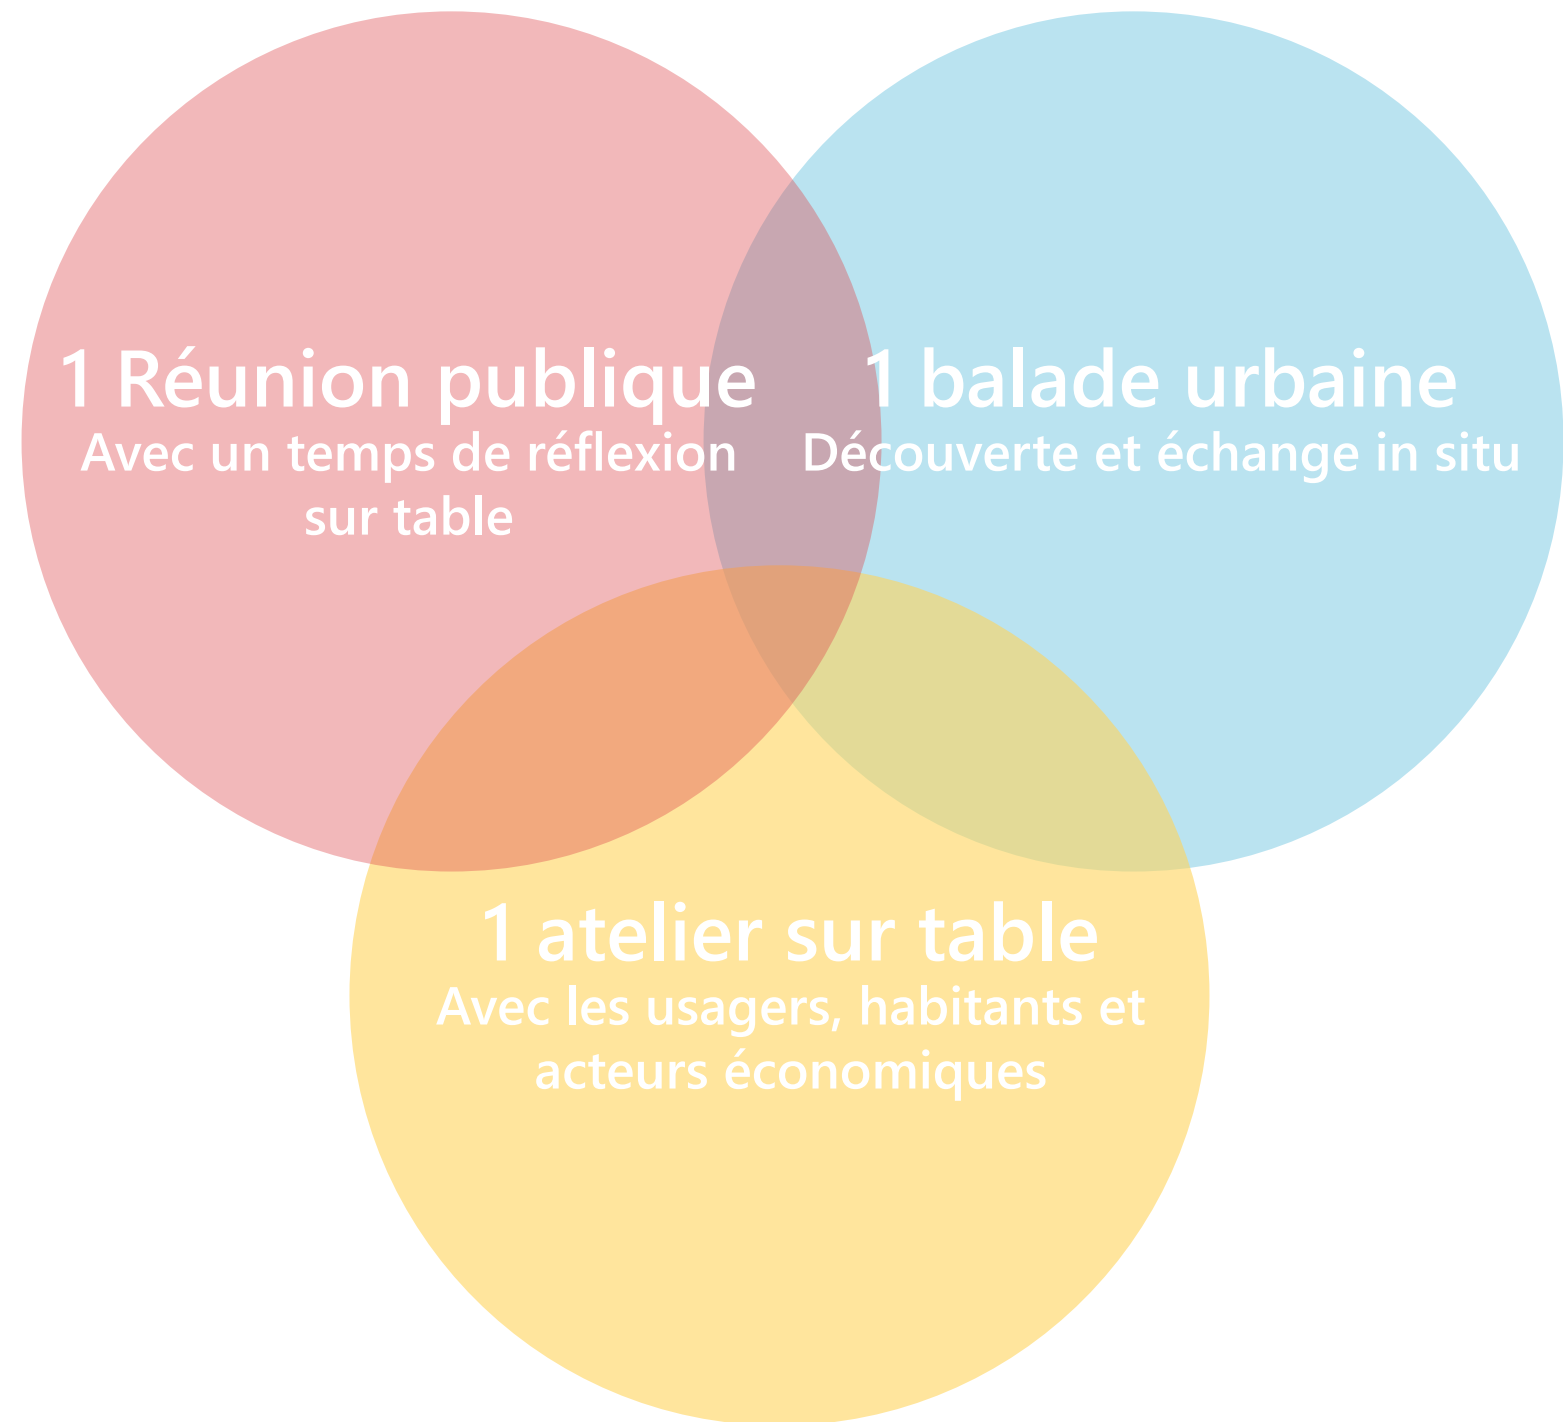 1 Réunion publique
Avec un temps de réflexion
sur table
1 balade urbaine
Découverte et échange in situ
1 atelier sur table
Avec les usagers, habitants et
acteurs économiques